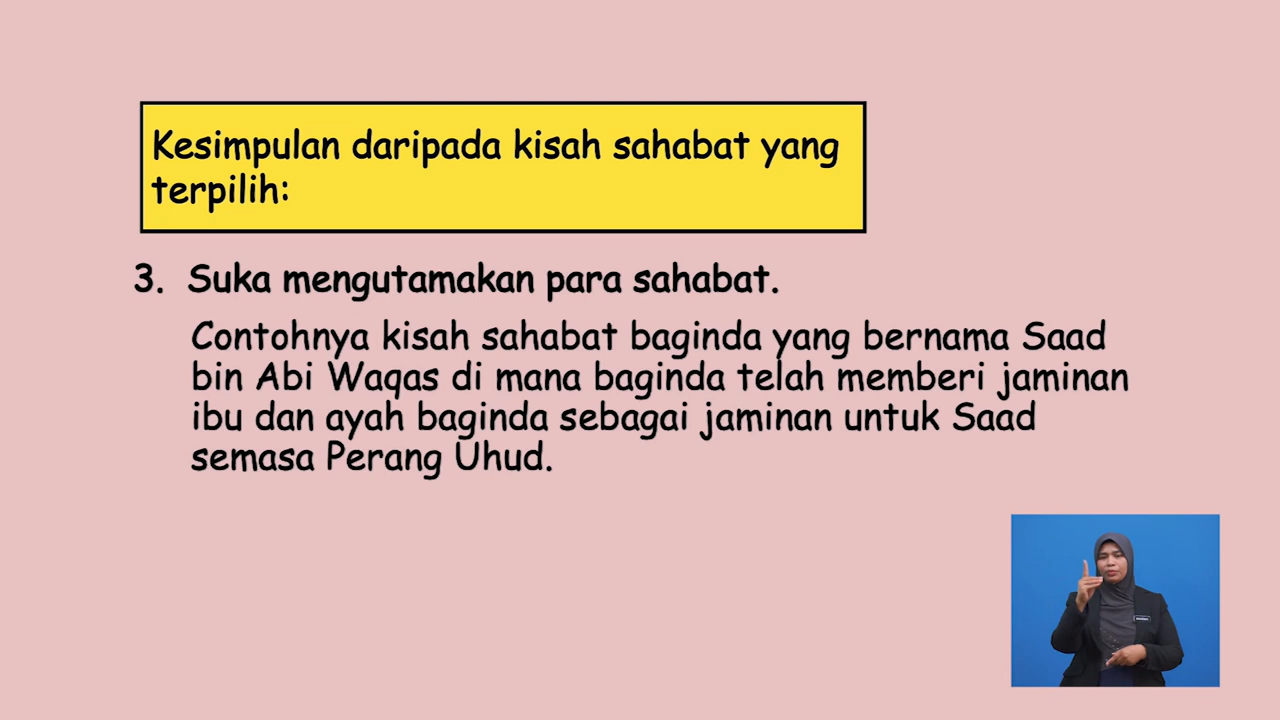 Kesimpulan daripada kisah sahabat yang
terpilih:
3. Suka mengutamakan para sahabat.
Contohnya kisah sahabat baginda yang bernama Saad
bin Abi Waqas di mana baginda telah memberi jaminan
ibu dan ayah baginda sebagai jaminan untuk Saad
semasa Perang Uhud.